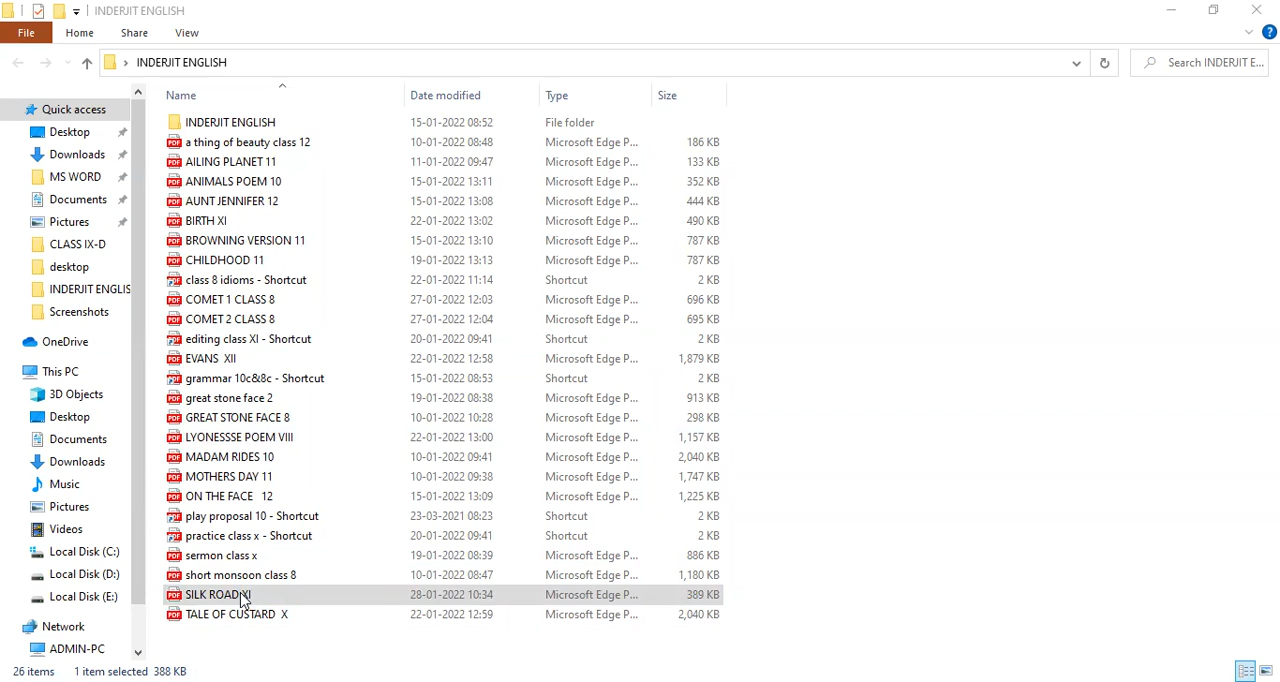 INDERJIT ENGLISH
File Home Share View
INDERJIT ENGLISH Search INDERJIT E...
Name Date modified Type Size
Quick access
Desktop
Downloads
MS WORD
Documents
Pictures
CLASS IX-D
desktop
INDERJIT ENGLIS
Screenshots
OneDrive
This PC
3D Objects
Desktop
Documents
Downloads
Music
Pictures
Videos
Local Disk (C:)
Local Disk (D:)
Local Disk (E:)
Network
ADMIN-PC
INDERJIT ENGLISH 15-01-2022 08:52 File folder
a thing of beauty class 12 10-01-2022 08:48 Microsoft Edge P... 186 KB
AILING PLANET 11 11-01-2022 09:47 Microsoft Edge P... 133 KB
ANIMALS POEM 10 15-01-2022 13:11 Microsoft Edge P... 352 KB
AUNT JENNIFER 12 15-01-2022 13:08 Microsoft Edge P... 444 KB
BIRTH XI 22-01-2022 13:02 Microsoft Edge P... 490 KB
BROWNING VERSION 11 15-01-2022 13:10 Microsoft Edge P... 787 KB
CHILDHOOD 11 19-01-2022 13:13 Microsoft Edge P... 787 KB
class 8 idioms - Shortcut 22-01-2022 11:14 Shortcut 2 KB
COMET 1 CLASS 8 27-01-2022 12:03 Microsoft Edge P... 696 KB
COMET 2 CLASS 8 27-01-2022 12:04 Microsoft Edge P... 695 KB
editing class XI - Shortcut 20-01-2022 09:41 Shortcut 2 KB
EVANS XII 22-01-2022 12:58 Microsoft Edge P... 1,879 KB
grammar 10c&8c - Shortcut 15-01-2022 08:53 Shortcut 2 KB
great stone face 2 19-01-2022 08:38 Microsoft Edge P... 913 KB
GREAT STONE FACE 8 10-01-2022 10:28 Microsoft Edge P... 298 KB
LYONESSSE POEM VIII 22-01-2022 13:00 Microsoft Edge P... 1,157 KB
MADAM RIDES 10 10-01-2022 09:41 Microsoft Edge P... 2,040 KB
MOTHERS DAY 11 10-01-2022 09:38 Microsoft Edge P... 1,747 KB
ON THE FACE 12 15-01-2022 13:09 Microsoft Edge P... 1,225 KB
play proposal 10 - Shortcut 23-03-2021 08:23 Shortcut 2 KB
practice class x - Shortcut 20-01-2022 09:41 Shortcut 2 KB
sermon class x 19-01-2022 08:39 Microsoft Edge P... 886 KB
short monsoon class 8 10-01-2022 08:47 Microsoft Edge P... 1,180 KB
SILK ROAD XI 28-01-2022 10:34 Microsoft Edge P... 389 KB
TALE OF CUSTARD X 22-01-2022 12:59 Microsoft Edge P... 2,040 KB
26 items 1 item selected 388 KB